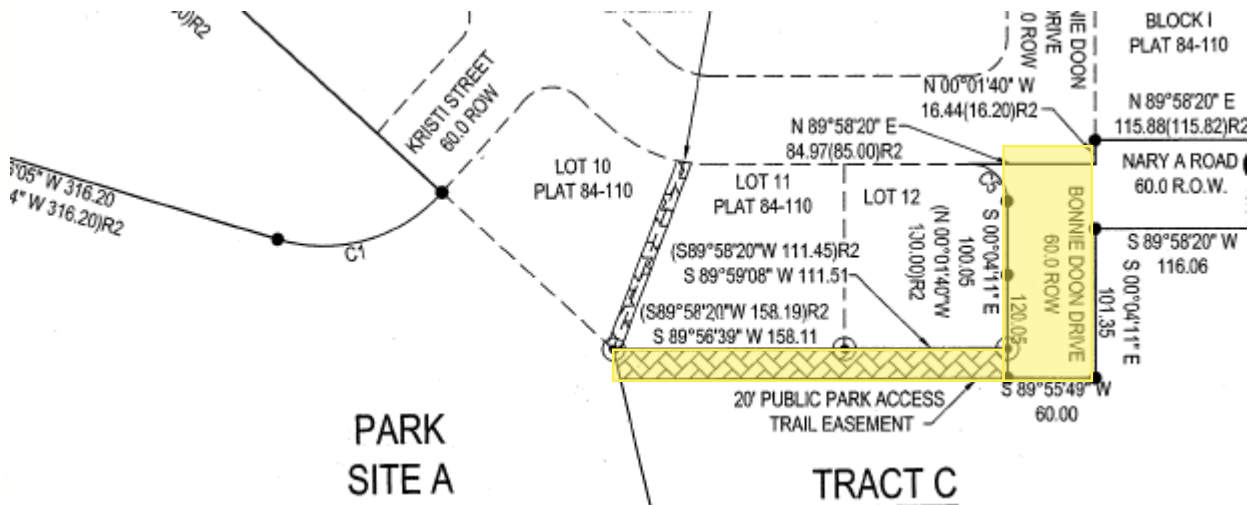 20)R2
KRISTI STREET
60.0 ROW
DRIVE
BLOCK I
PLAT 84-110
N 00°01'40" W
16.44(16.20)R2
N 89°58'20" E
115.88(115.82)R2
N 89°58'20" E
84.97(85.00)R2
NARY A ROAD
60.0 R.O.W.
LOT 10
PLAT 84-110
LOT 11
PLAT 84-110
LOT 12
C5
'05" W 316.20
4" W 316.20)R2
C1
(S89°58'20"W 111.45)R2
S 89°59'08" W 111.51
(N 00°01'40"W
100.00)R2
S 00°04'11" E
100.05
120.05
BONNIE DOON DRIVE
60.0 ROW
S 89°58'20" W
116.06
S 00°04'11" E
101.35
(S89°58'20"W 158.19)R2
S 89°56'39" W 158.11
20' PUBLIC PARK ACCESS
TRAIL EASEMENT
S 89°55'49" W
60.00
PARK
SITE A
TRACT C